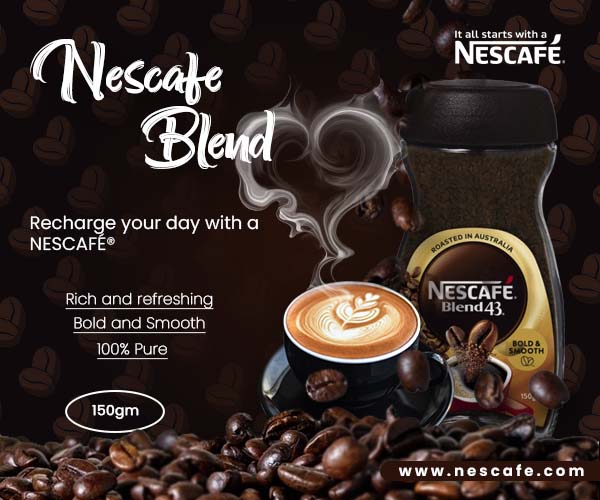 It all starts with a
NESCAFÉ®
Nescafe
Blend
Recharge your day with a
NESCAFÉ®
Rich and refreshing
Bold and Smooth
100% Pure
150gm
ROASTED IN AUSTRALIA
NESCAFÉ
Blend 43
BOLD &
SMOOTH
150g
www.nescafe.com